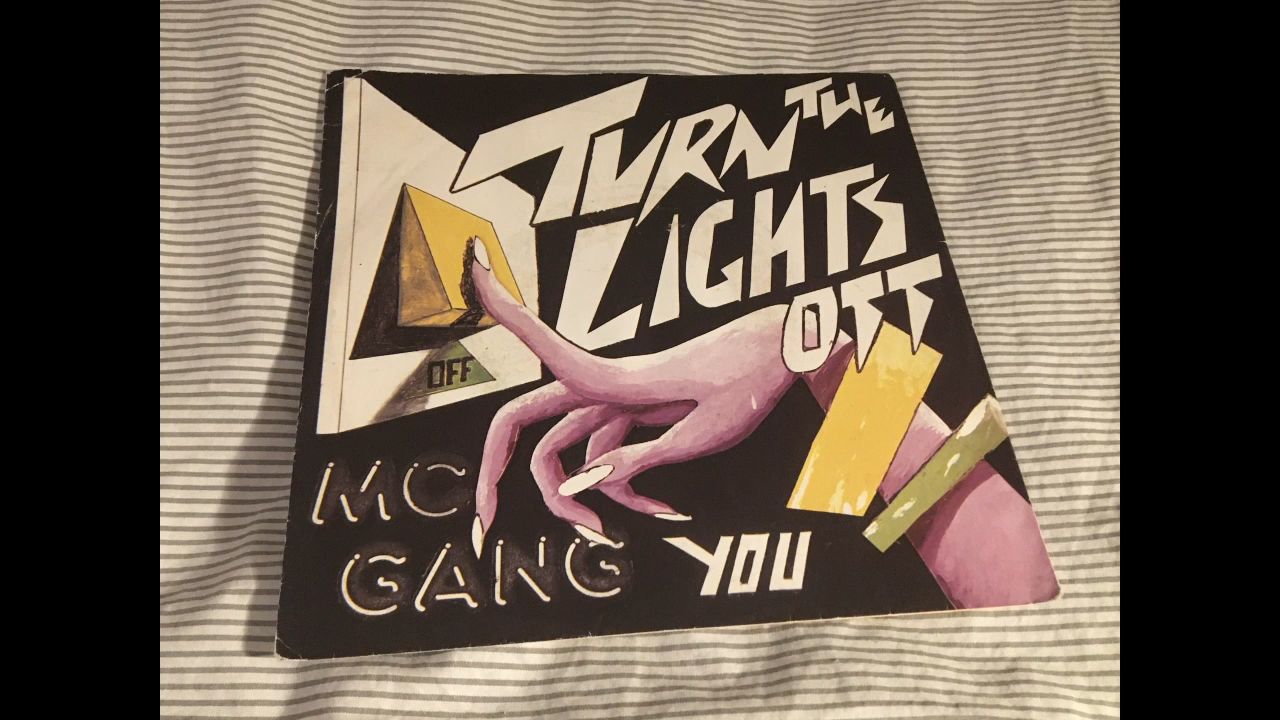 TURN THE
LIGHTS
OFF
OFF
MC
GANG
YOU